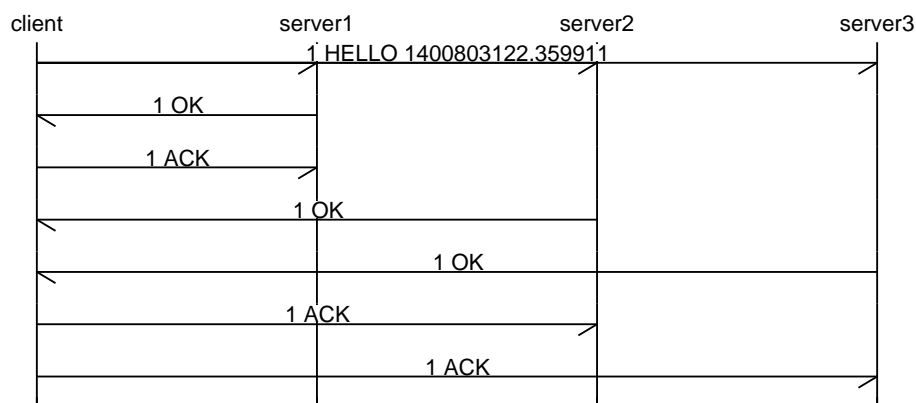 client server1 server2 server3
1 HELLO 1400803122.359911
1 OK
1 ACK
1 OK
1 OK
1 ACK
1 ACK